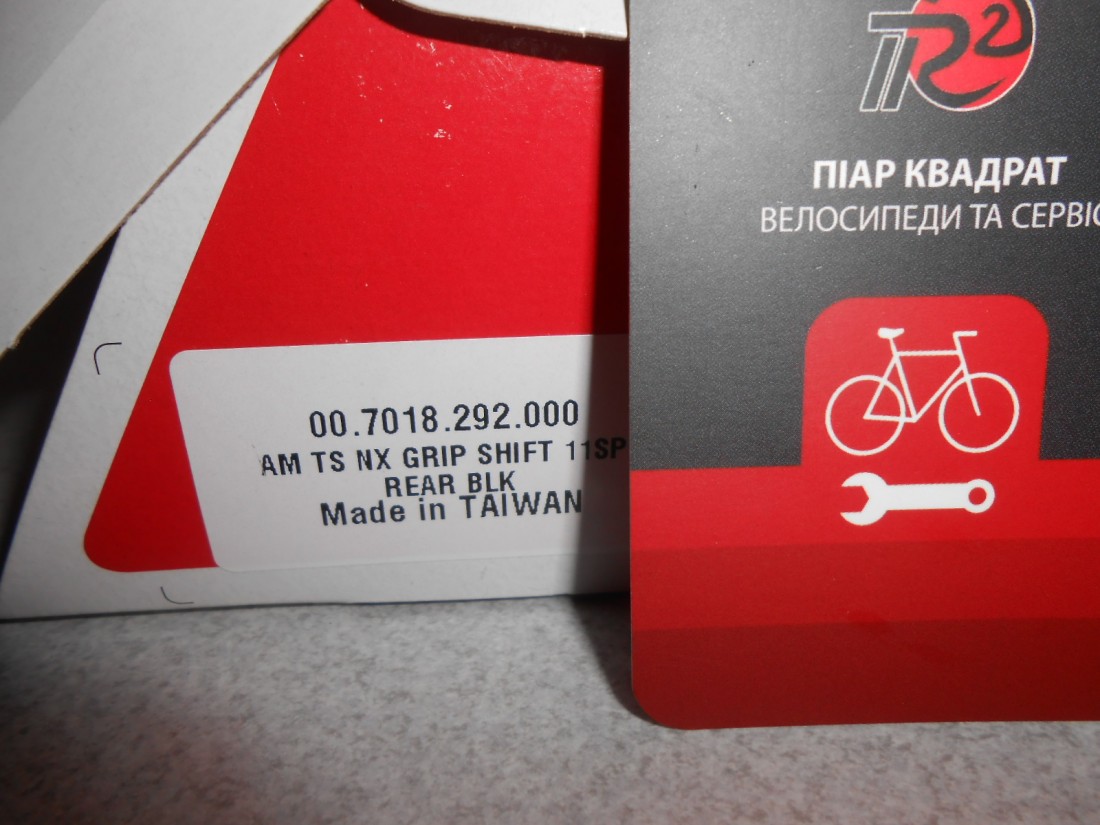 00.7018.292.000
AM TS NX GRIP SHIFT 11SP
REAR BLK
Made in TAIWAN
ПR2
ПІАР КВАДРАТ
ВЕЛОСИПЕДИ ТА СЕРВІС